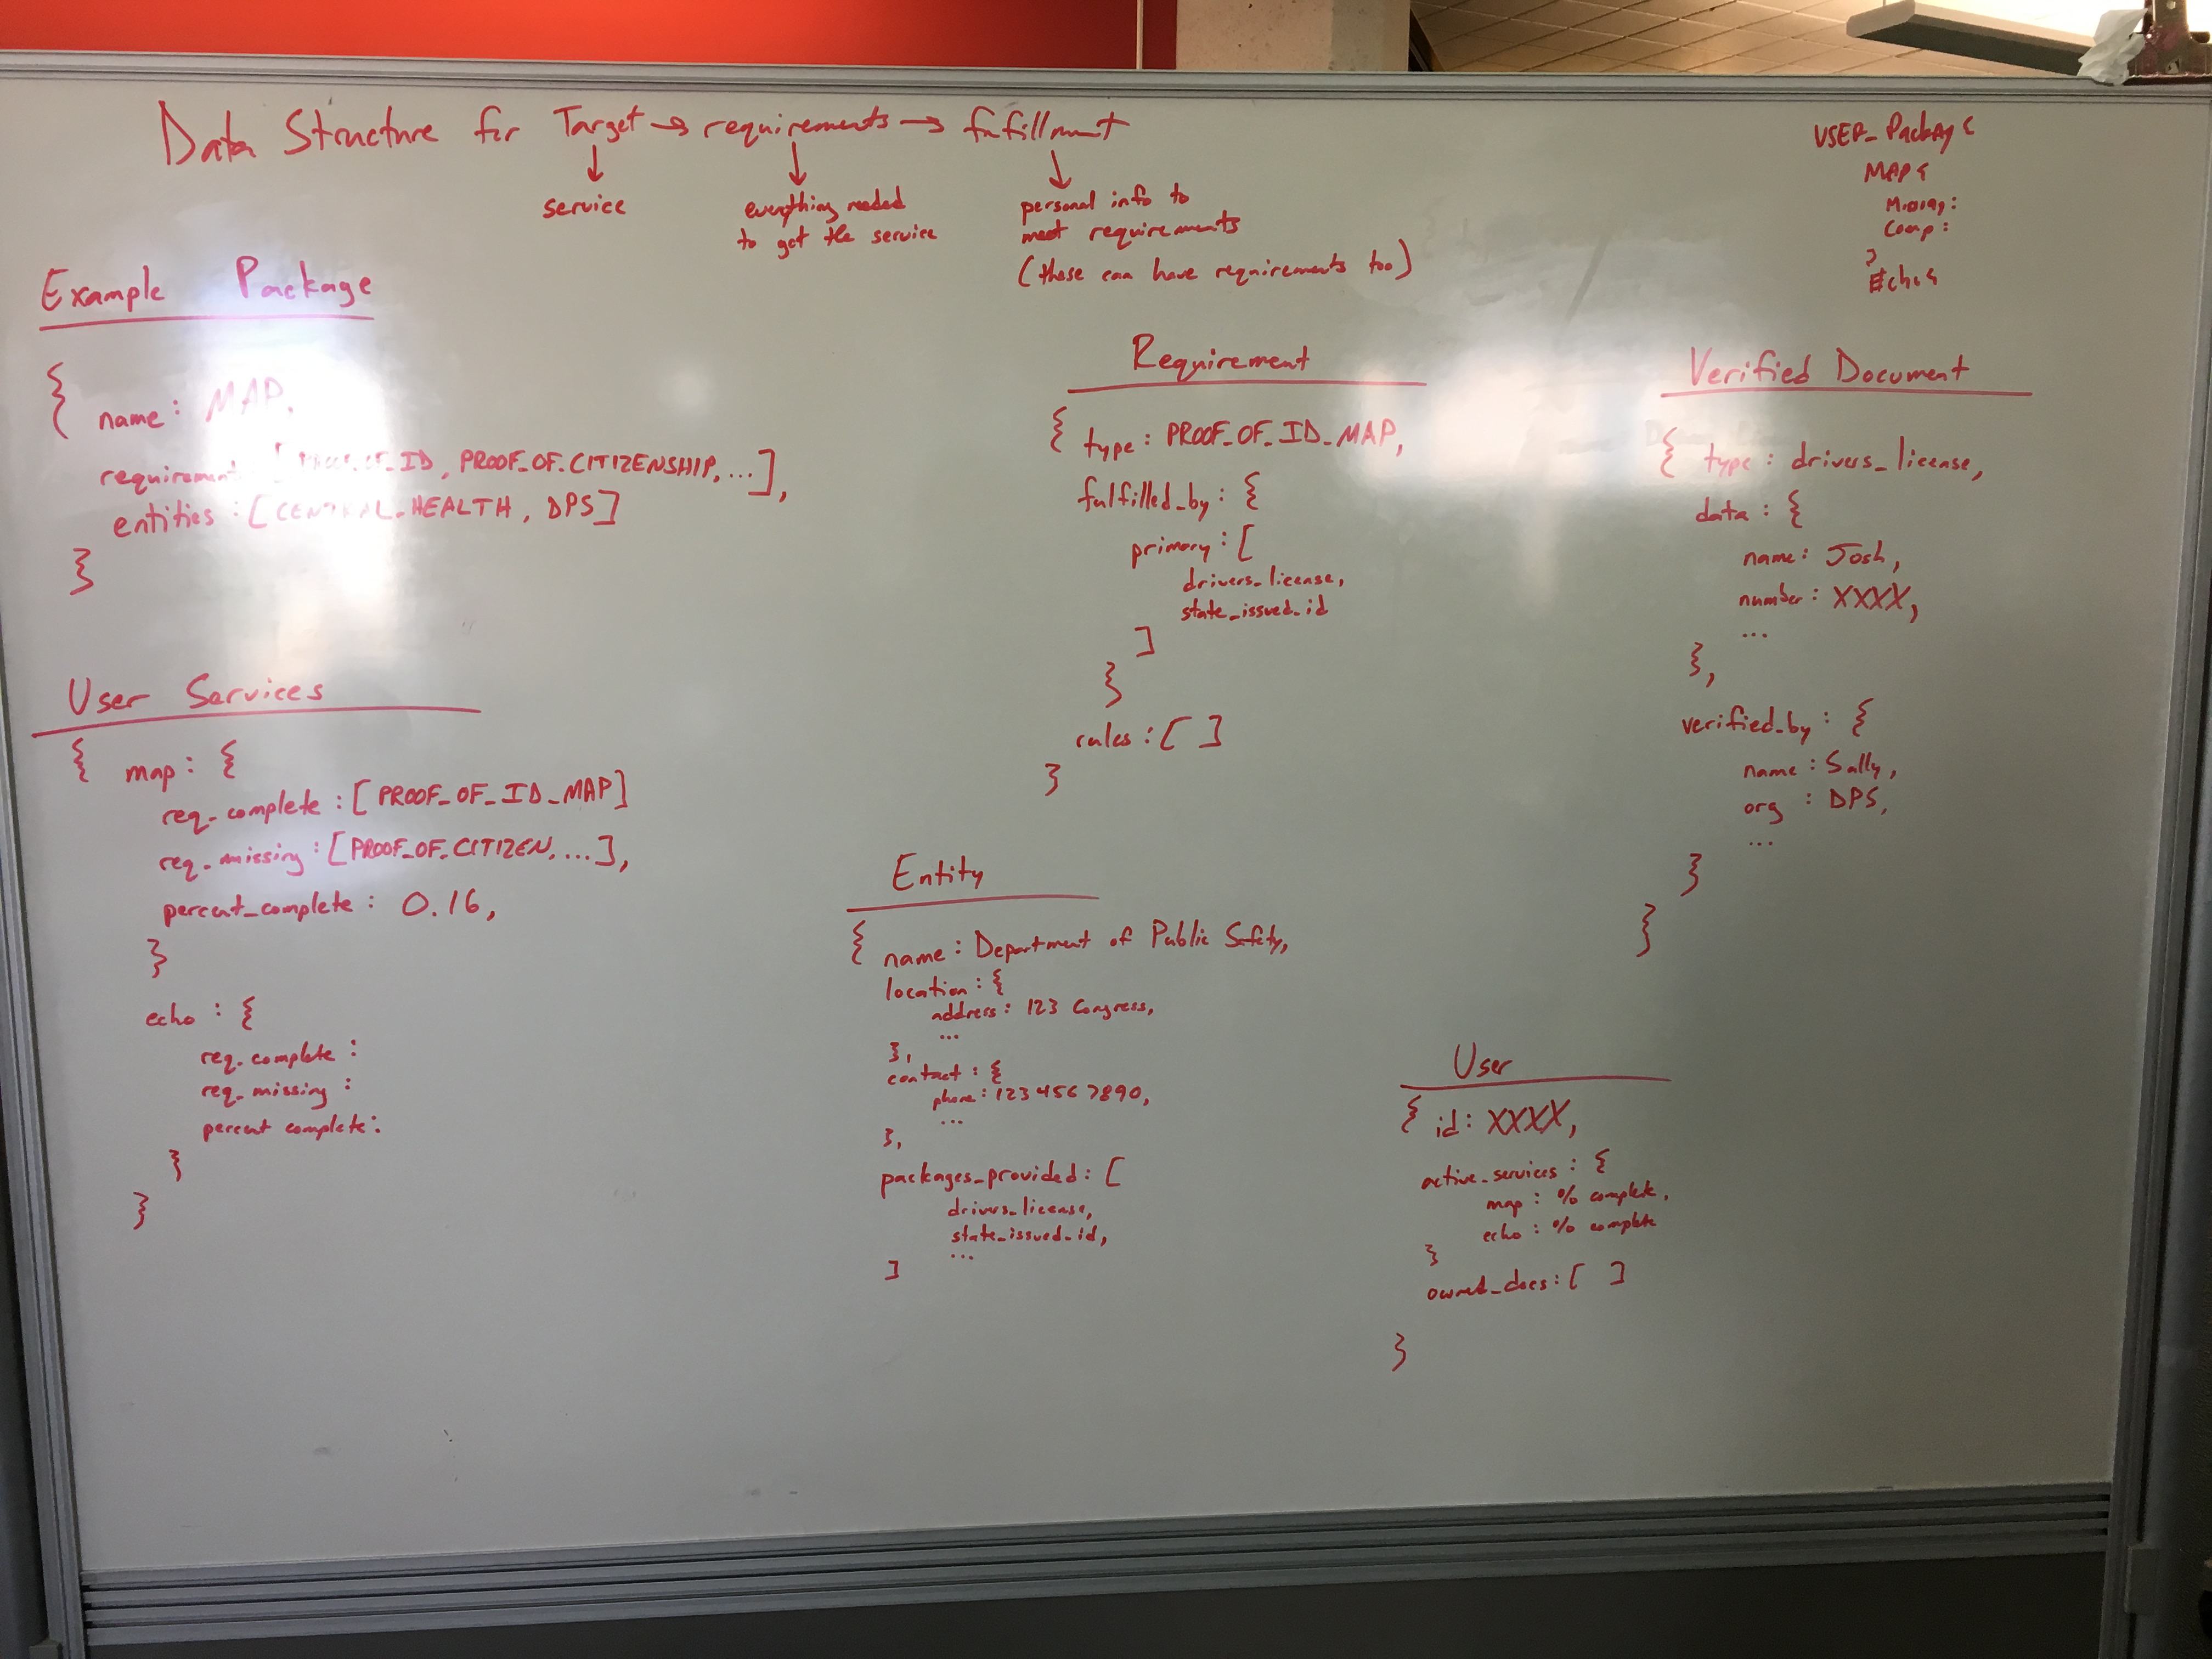 Data Structure for Target → requirements → fufillment
service
everything needed
to get the service
personal info to
meet requirements
(these can have requirements too)
USER_Package
MAP {
Missing:
Comp:
}
Echo {
Example Package
{
name: MAP,
requirement [PROOF_OF_ID, PROOF_OF_CITIZENSHIP, ...],
entities: [CENTRAL_HEALTH, DPS]
}
User Services
{ map: {
req_complete: [PROOF_OF_ID_MAP]
req_missing: [PROOF_OF_CITIZEN, ...],
percent_complete: 0.16,
}
echo: {
req_complete:
req_missing:
percent complete:
}
}
Requirement
{ type: PROOF_OF_ID_MAP,
fulfilled_by: {
primary: [
drivers_license,
state_issued_id
]
}
rules: [ ]
}
Entity
{ name: Department of Public Safety,
location: {
address: 123 Congress,
...
},
contact: {
phone: 1234567890,
...
},
packages_provided: [
drivers_license,
state_issued_id,
...
]
Verified Document
{ type: drivers_license,
data: {
name: Josh,
number: XXXX,
...
},
verified_by: {
name: Sally,
org: DPS,
...
}
}
User
{ id: XXXX,
active_services: {
map: % complete,
echo: % complete
}
owned_docs: [ ]
}